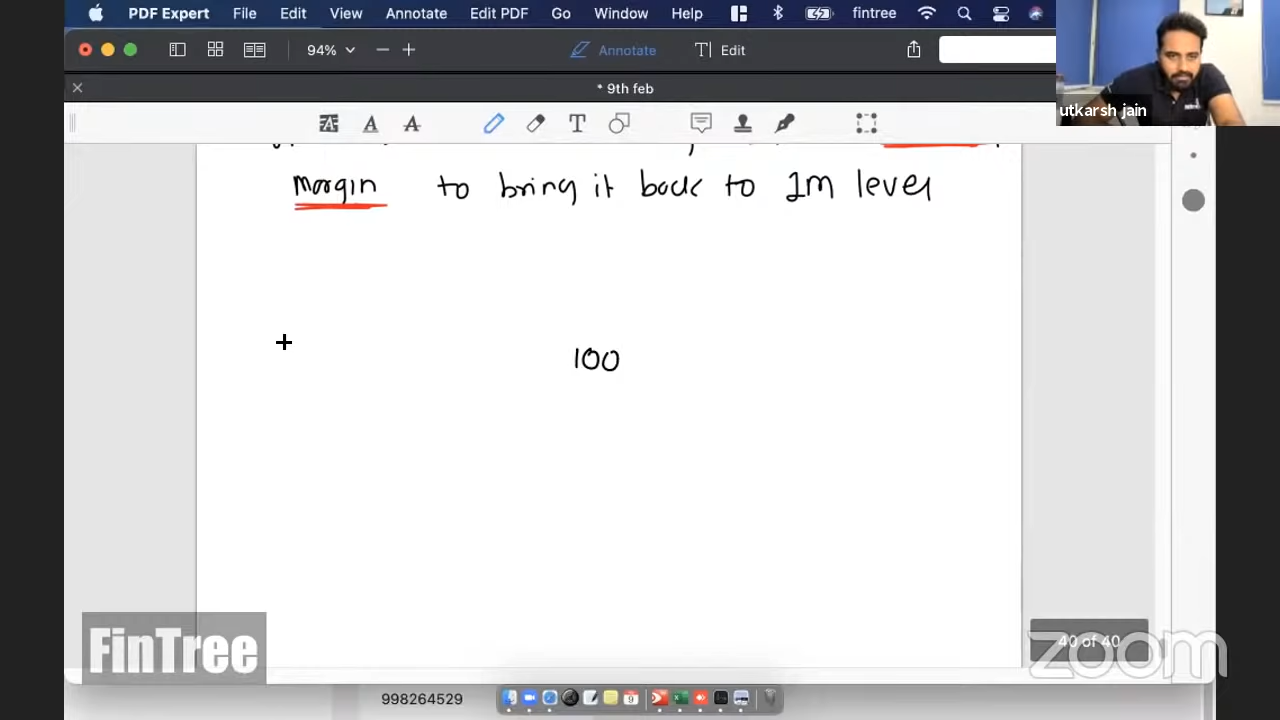 PDF Expert File Edit View Annotate Edit PDF Go Window Help fintree
94% Annotate T Edit
* 9th feb
utkarsh jain
T
margin to bring it back to IM level
100
40 of 40
FinTree
zoom
998264529